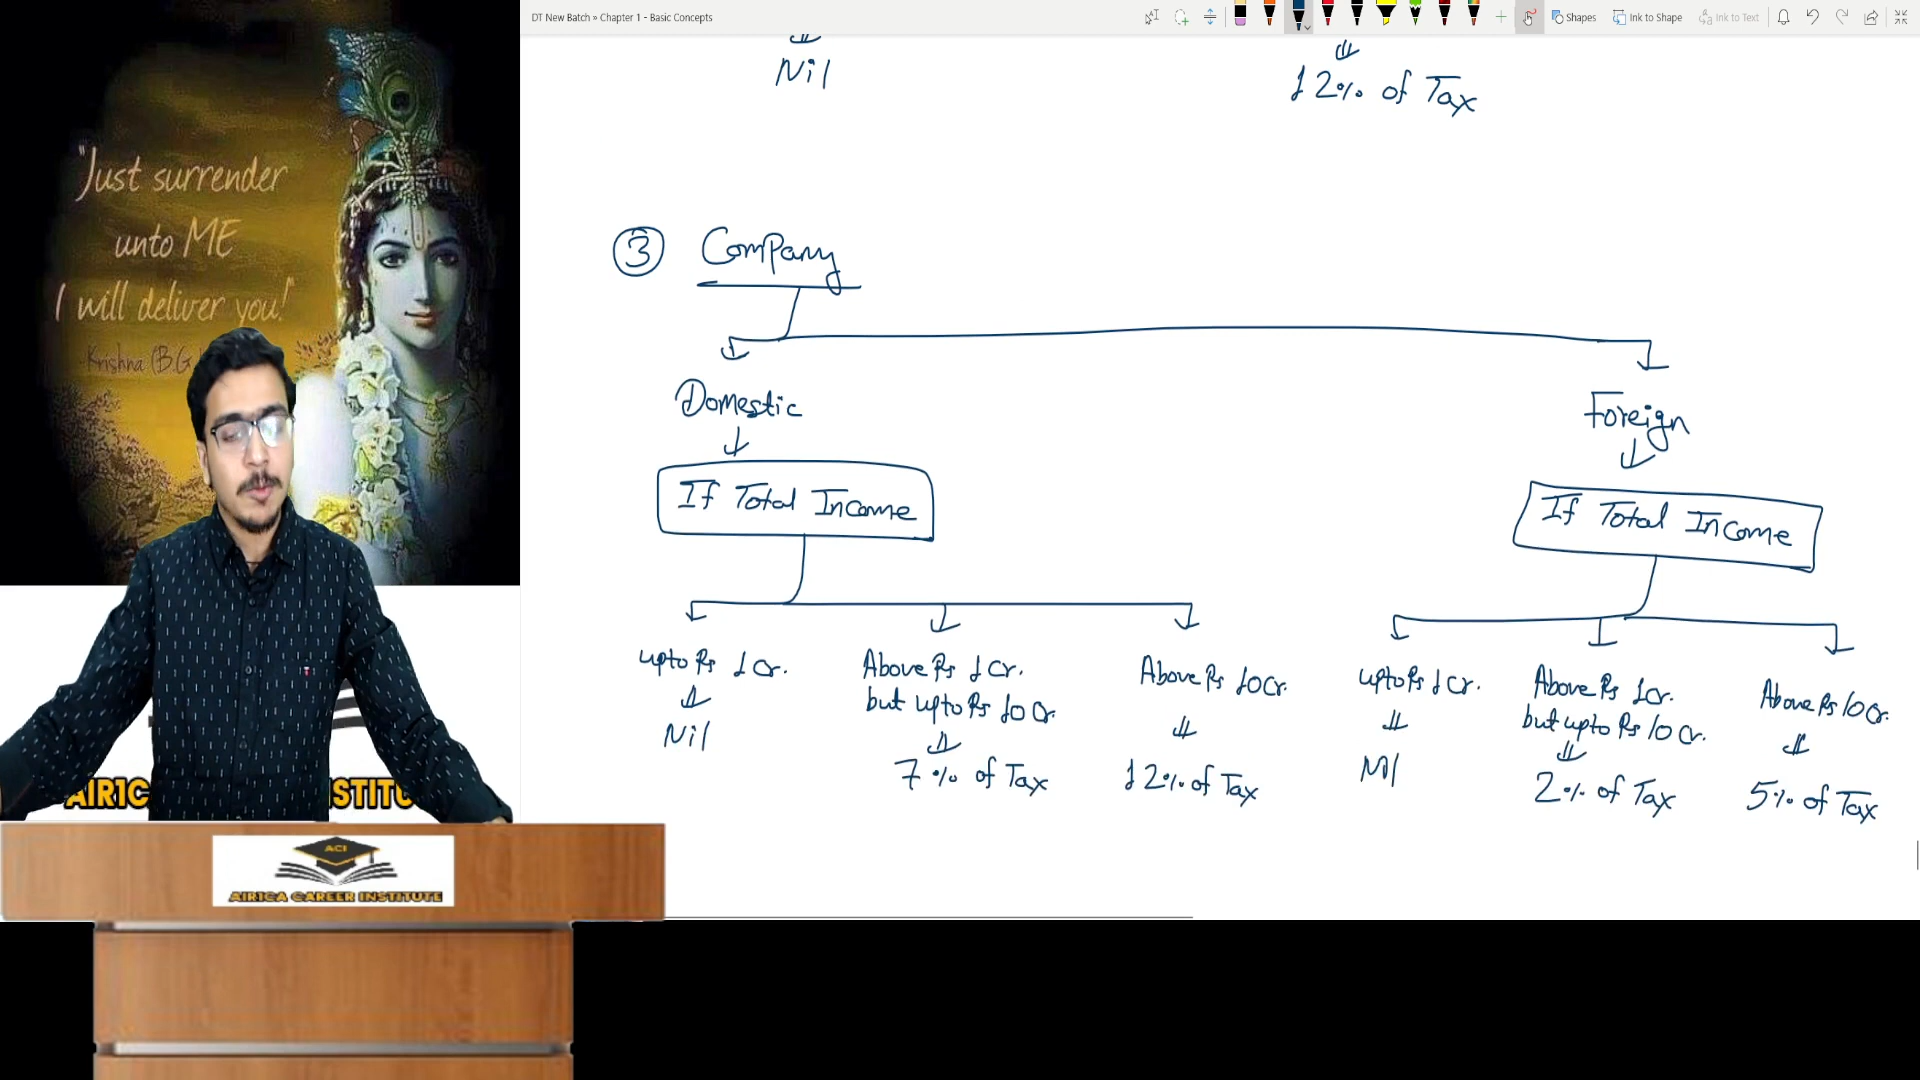 DT New Batch » Chapter 1 - Basic Concepts
Shapes
Ink to Shape
Ink to Text
Nil
12% of Tax
"Just surrender
unto ME
I will deliver you!"
- Krishna (B.G.
③ Company
Domestic
Foreign
If Total Income
If Total Income
upto Rs 1 Cr.
Nil
Above Rs 1 Cr.
but upto Rs 10 Cr.
7% of Tax
Above Rs 10 Cr.
12% of Tax
upto Rs 1 Cr.
Nil
Above Rs 1 Cr.
but upto Rs 10 Cr.
2% of Tax
Above Rs 10 Cr.
5% of Tax
AIR1C
STITU
ACI
AIR1CA CAREER INSTITUTE